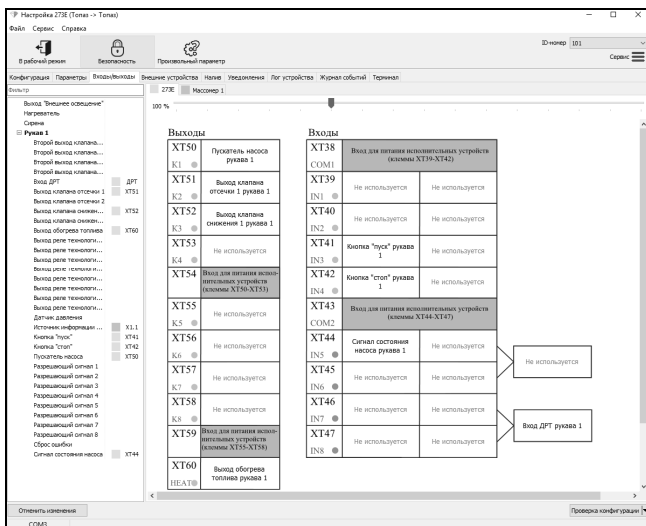 Настройка 273Е (Tonas -> Tonas)
Файл Сервис Справка
В рабочий режим
Безопасность
Произвольный параметр
ID-номер 101
Сервис
Конфигурация Параметры Входы/выходы Внешние устройства Налив Уведомления Лог устройства Журнал событий Терминал
Фильтр
Выход "Внешнее освещение"
Нагреватель
Сирена
Рукав 1
Второй выход клапана...
Второй выход клапана...
Второй выход клапана...
Второй выход клапана...
Вход ДРТ ДРТ
Выход клапана отсечки 1 XT51
Выход клапана отсечки 2
Выход клапана снижен... XT52
Выход клапана снижен...
Выход обогрева топлива XT60
Выход реле технологи...
Выход реле технологи...
Выход реле технологи...
Выход реле технологи...
Выход реле технологи...
Выход реле технологи...
Выход реле технологи...
Выход реле технологи...
Датчик давления
Источник информации ... X1.1
Кнопка "пуск" XT41
Кнопка "стоп" XT42
Пускатель насоса XT50
Разрешающий сигнал 1
Разрешающий сигнал 2
Разрешающий сигнал 3
Разрешающий сигнал 4
Разрешающий сигнал 5
Разрешающий сигнал 6
Разрешающий сигнал 7
Разрешающий сигнал 8
Сброс ошибки
Сигнал состояния насоса XT44
273Е Массомер 1
100 %
Выходы
XT50
K1
Пускатель насоса
рукава 1
XT51
K2
Выход клапана
отсечки 1 рукава 1
XT52
K3
Выход клапана
снижения 1 рукава 1
XT53
K4
Не используется
XT54
Вход для питания испол-
нительных устройств
(клеммы XT50-XT53)
XT55
K5
Не используется
XT56
K6
Не используется
XT57
K7
Не используется
XT58
K8
Не используется
XT59
Вход для питания испол-
нительных устройств
(клеммы XT55-XT58)
XT60
HEAT
Выход обогрева
топлива рукава 1
Входы
XT38
COM1
Вход для питания исполнительных устройств
(клеммы XT39-XT42)
XT39
IN1
Не используется Не используется
XT40
IN2
Не используется Не используется
XT41
IN3
Кнопка "пуск" рукава
1
Не используется
XT42
IN4
Кнопка "стоп" рукава
1
Не используется
XT43
COM2
Вход для питания исполнительных устройств
(клеммы XT44-XT47)
XT44
IN5
Сигнал состояния
насоса рукава 1
Не используется
XT45
IN6
Не используется Не используется
Не используется
XT46
IN7
Не используется Не используется
XT47
IN8
Не используется Не используется
Вход ДРТ рукава 1
Отменить изменения
Проверка конфигурации
COM3